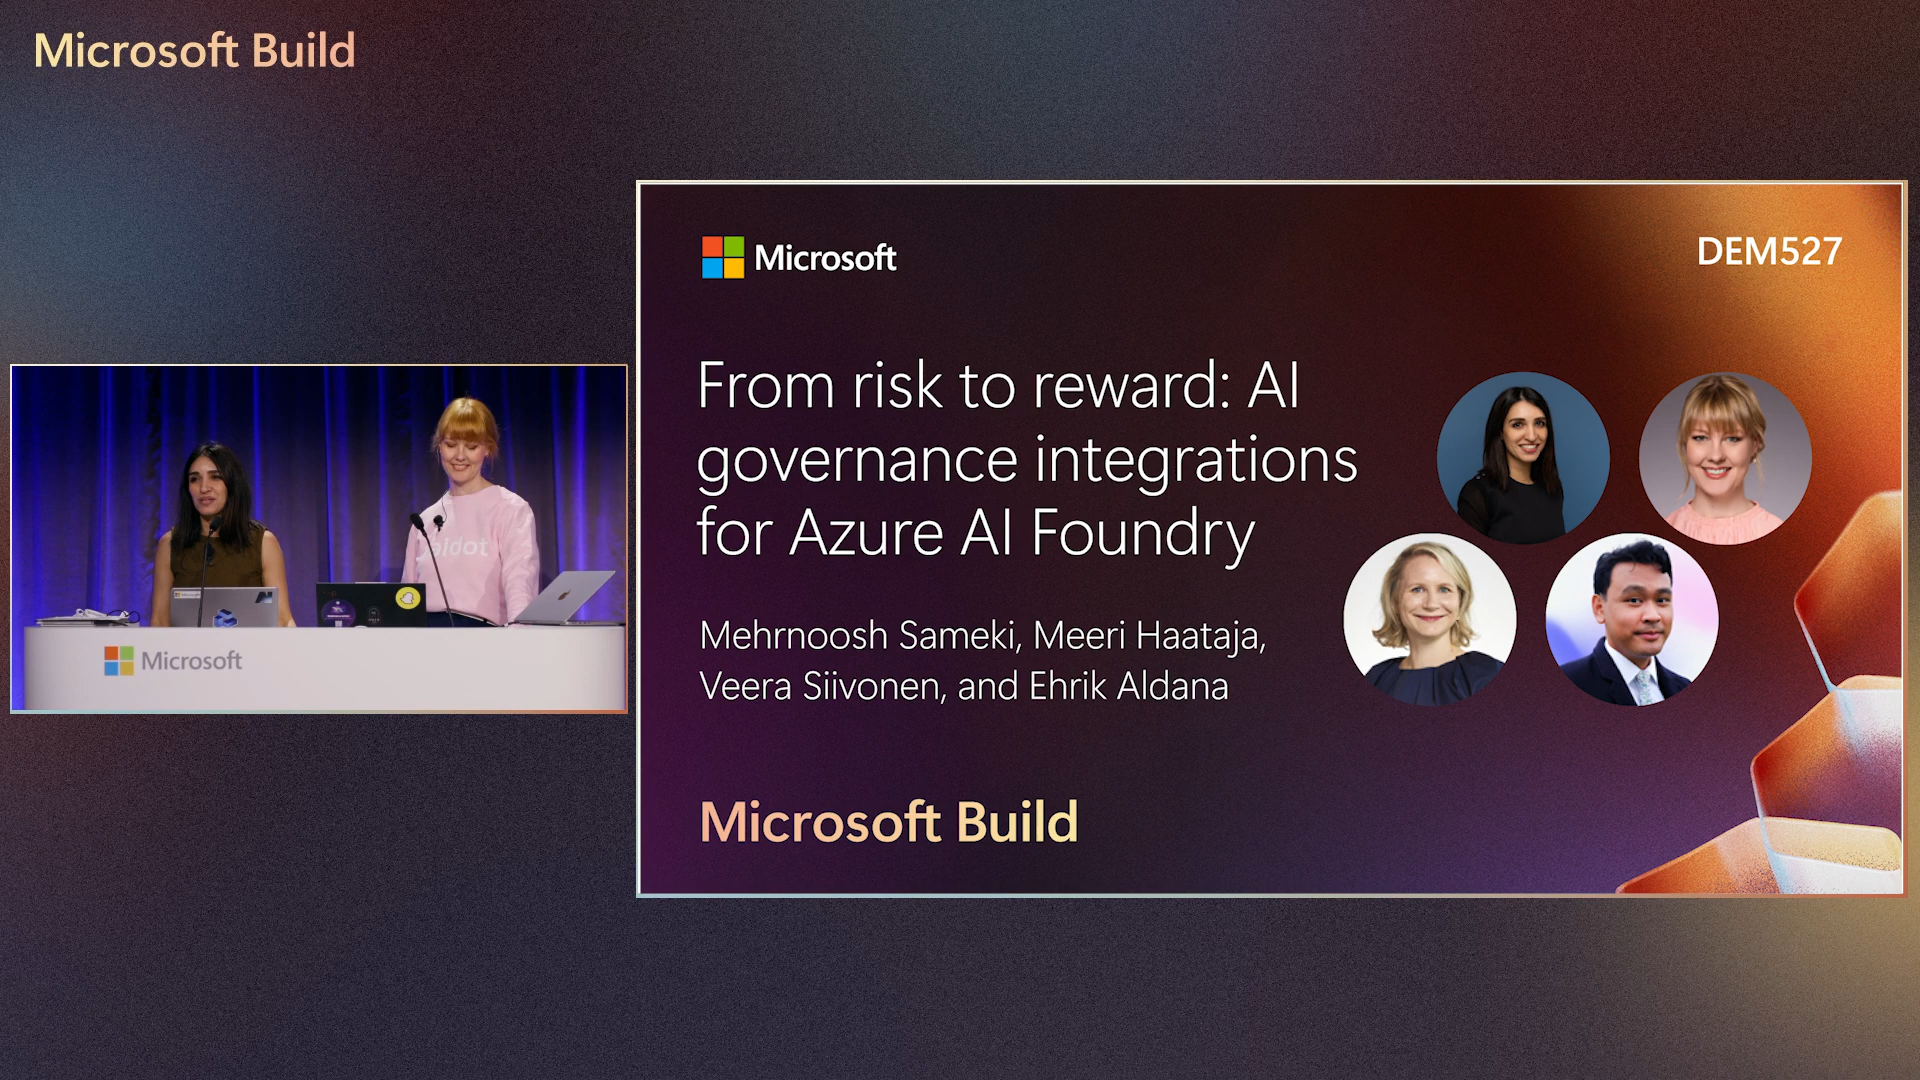 Microsoft Build
Microsoft
DEM527
From risk to reward: AI
governance integrations
for Azure AI Foundry
Mehrnoosh Sameki, Meeri Haataja,
Veera Siivonen, and Ehrik Aldana
Microsoft Build
saidot
Microsoft